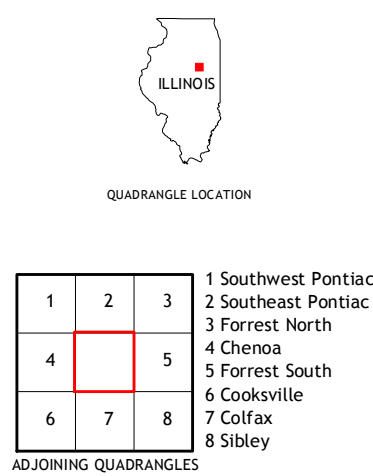 ILLINOIS
QUADRANGLE LOCATION
1 2 3
4 5
6 7 8
1 Southwest Pontiac
2 Southeast Pontiac
3 Forrest North
4 Chenoa
5 Forrest South
6 Cooksville
7 Colfax
8 Sibley
ADJOINING QUADRANGLES